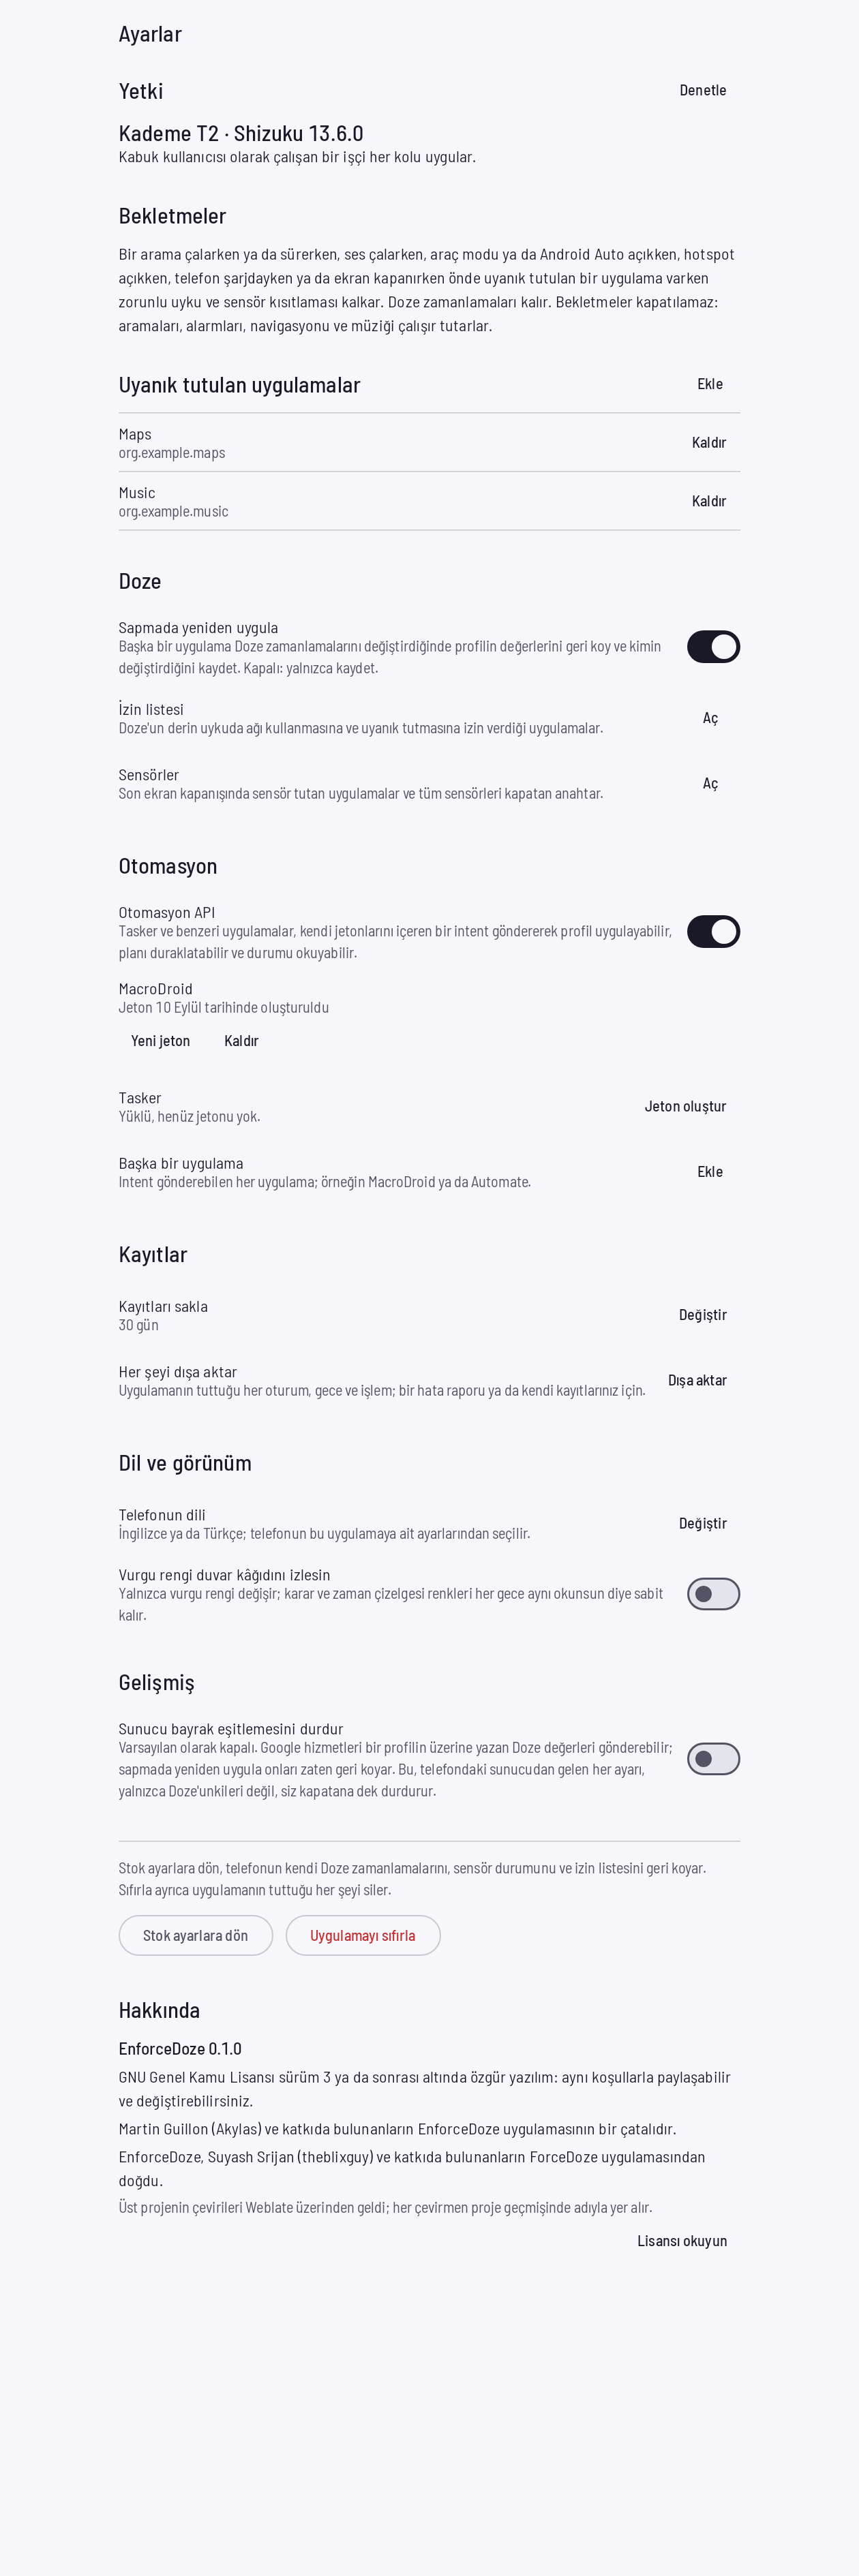 Ayarlar
Yetki
Denetle
Kademe T2 · Shizuku 13.6.0
Kabuk kullanıcısı olarak çalışan bir işçi her kolu uygular.
Bekletmeler
Bir arama çalarken ya da sürerken, ses çalarken, araç modu ya da Android Auto açıkken, hotspot
açıkken, telefon şarjdayken ya da ekran kapanırken önde uyanık tutulan bir uygulama varken
zorunlu uyku ve sensör kısıtlaması kalkar. Doze zamanlamaları kalır. Bekletmeler kapatılamaz:
aramaları, alarmları, navigasyonu ve müziği çalışır tutarlar.
Uyanık tutulan uygulamalar
Ekle
Maps
org.example.maps
Kaldır
Music
org.example.music
Kaldır
Doze
Sapmada yeniden uygula
Başka bir uygulama Doze zamanlamalarını değiştirdiğinde profilin değerlerini geri koy ve kimin
değiştirdiğini kaydet. Kapalı: yalnızca kaydet.
İzin listesi
Doze'un derin uykuda ağı kullanmasına ve uyanık tutmasına izin verdiği uygulamalar.
Aç
Sensörler
Son ekran kapanışında sensör tutan uygulamalar ve tüm sensörleri kapatan anahtar.
Aç
Otomasyon
Otomasyon API
Tasker ve benzeri uygulamalar, kendi jetonlarını içeren bir intent göndererek profil uygulayabilir,
planı duraklatabilir ve durumu okuyabilir.
MacroDroid
Jeton 10 Eylül tarihinde oluşturuldu
Yeni jeton
Kaldır
Tasker
Yüklü, henüz jetonu yok.
Jeton oluştur
Başka bir uygulama
Intent gönderebilen her uygulama; örneğin MacroDroid ya da Automate.
Ekle
Kayıtlar
Kayıtları sakla
30 gün
Değiştir
Her şeyi dışa aktar
Uygulamanın tuttuğu her oturum, gece ve işlem; bir hata raporu ya da kendi kayıtlarınız için.
Dışa aktar
Dil ve görünüm
Telefonun dili
İngilizce ya da Türkçe; telefonun bu uygulamaya ait ayarlarından seçilir.
Değiştir
Vurgu rengi duvar kâğıdını izlesin
Yalnızca vurgu rengi değişir; karar ve zaman çizelgesi renkleri her gece aynı okunsun diye sabit
kalır.
Gelişmiş
Sunucu bayrak eşitlemesini durdur
Varsayılan olarak kapalı. Google hizmetleri bir profilin üzerine yazan Doze değerleri gönderebilir;
sapmada yeniden uygula onları zaten geri koyar. Bu, telefondaki sunucudan gelen her ayarı,
yalnızca Doze'unkileri değil, siz kapatana dek durdurur.
Stok ayarlara dön, telefonun kendi Doze zamanlamalarını, sensör durumunu ve izin listesini geri koyar.
Sıfırla ayrıca uygulamanın tuttuğu her şeyi siler.
Stok ayarlara dön
Uygulamayı sıfırla
Hakkında
EnforceDoze 0.1.0
GNU Genel Kamu Lisansı sürüm 3 ya da sonrası altında özgür yazılım: aynı koşullarla paylaşabilir
ve değiştirebilirsiniz.
Martin Guillon (Akylas) ve katkıda bulunanların EnforceDoze uygulamasının bir çatalıdır.
EnforceDoze, Suyash Srijan (theblixguy) ve katkıda bulunanların ForceDoze uygulamasından
doğdu.
Üst projenin çevirileri Weblate üzerinden geldi; her çevirmen proje geçmişinde adıyla yer alır.
Lisansı okuyun